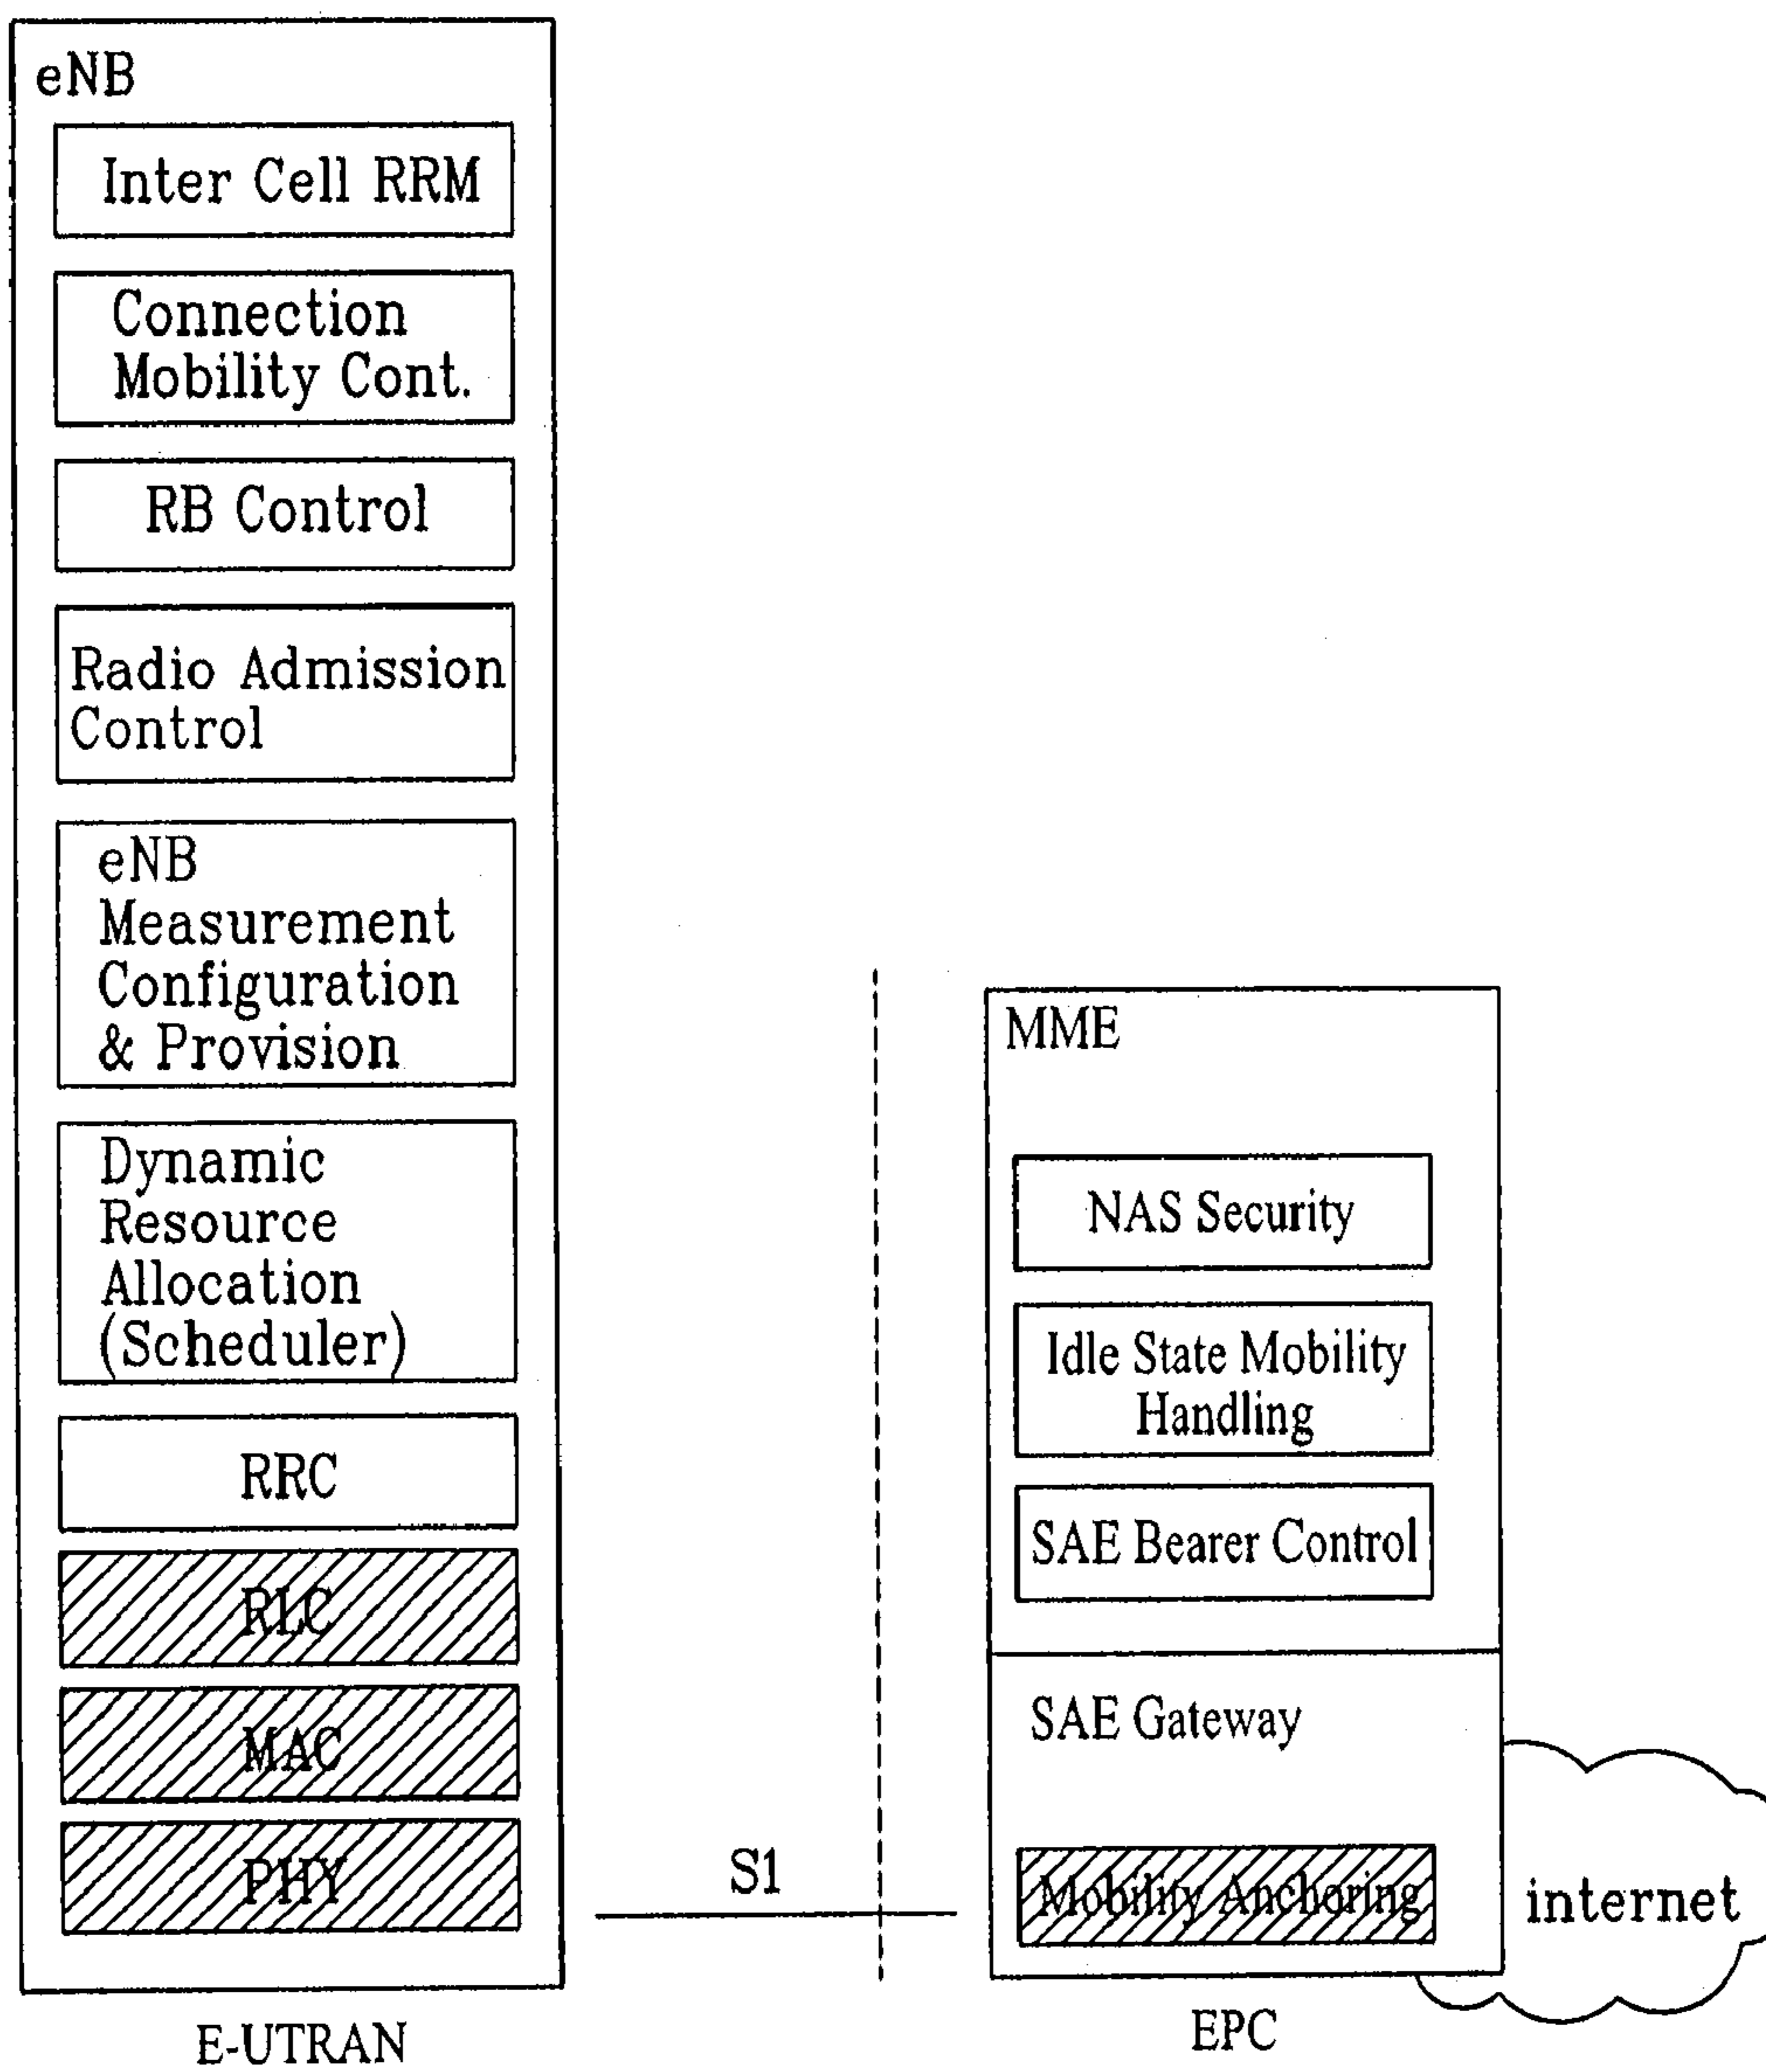 eNB
Inter Cell RRM
Connection
Mobility Cont.
RB Control
Radio Admission
Control
eNB
Measurement
Configuration
& Provision
Dynamic
Resource
Allocation
(Scheduler)
RRC
RLC
MAC
PHY
E-UTRAN
S1
MME
NAS Security
Idle State Mobility
Handling
SAE Bearer Control
SAE Gateway
Mobility Anchoring
EPC
internet